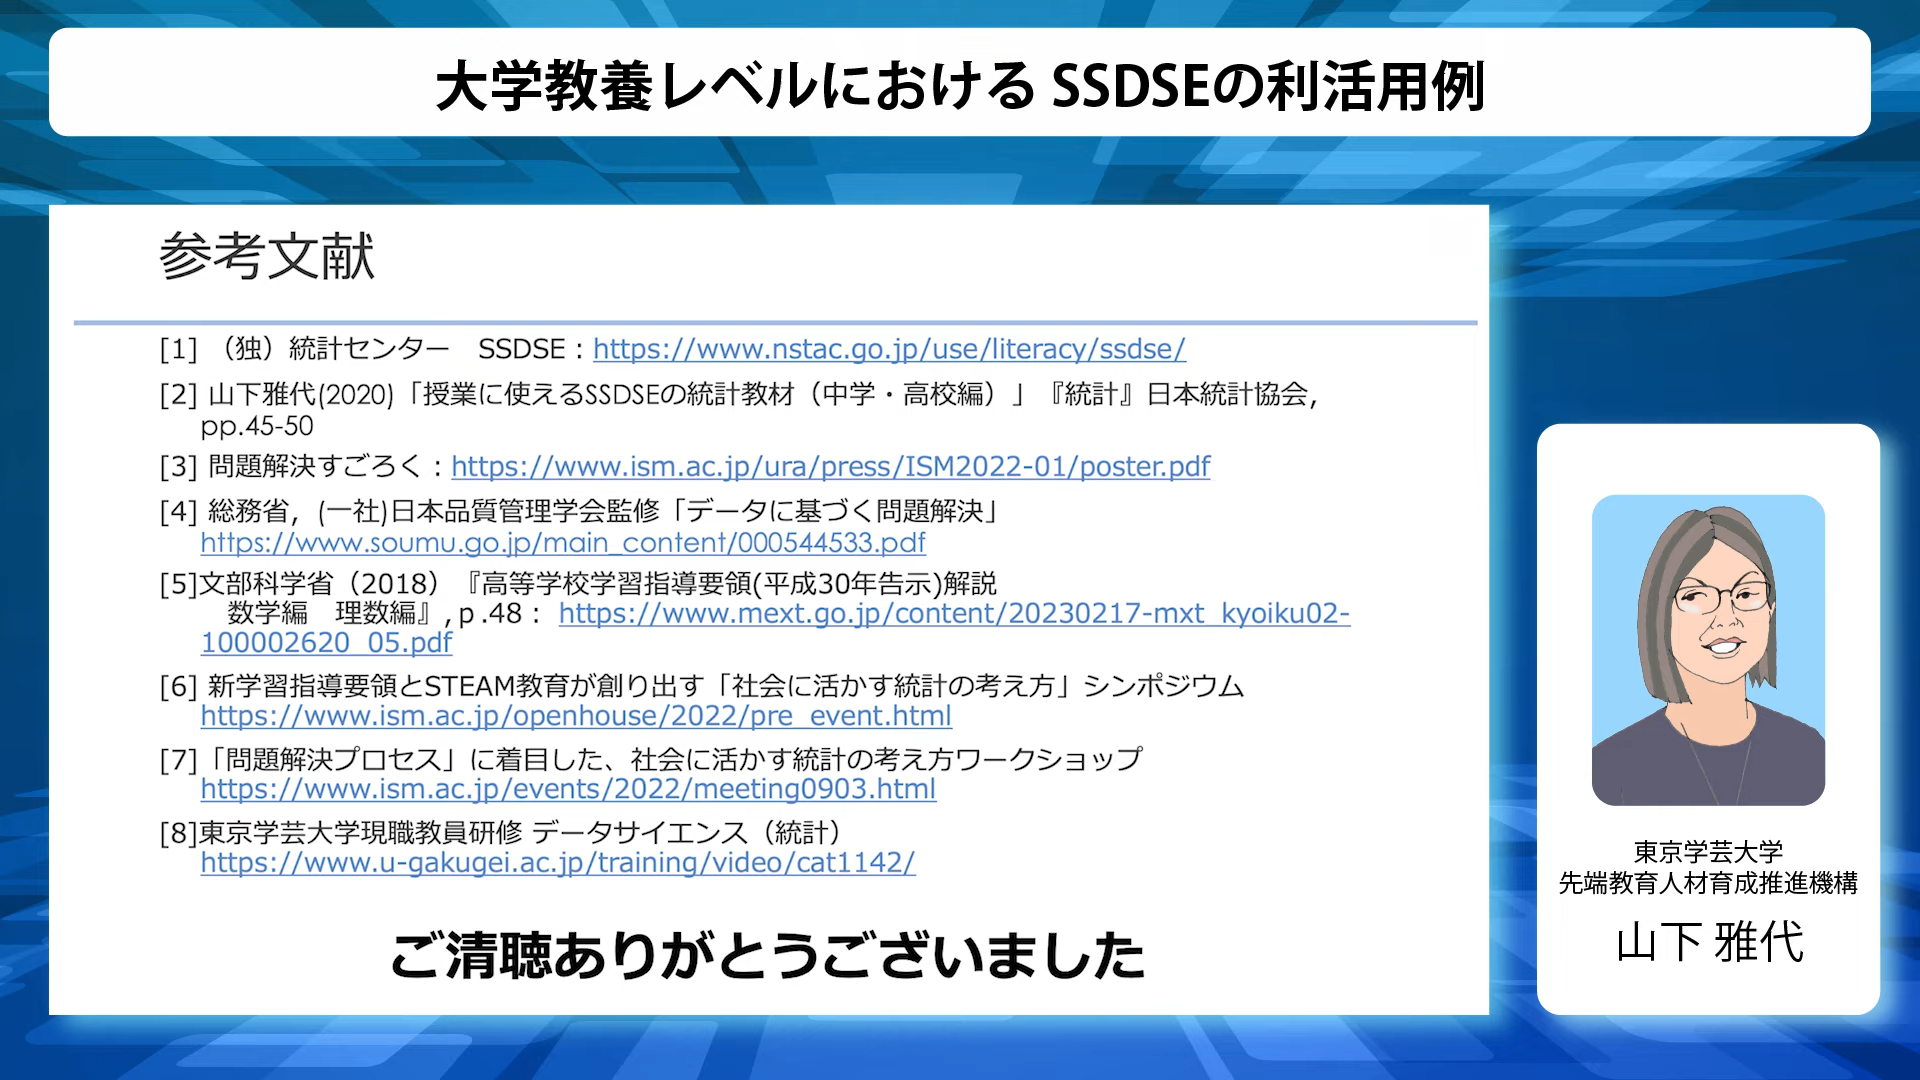 大学教養レベルにおける SSDSEの利活用例
参考文献
[1] （独）統計センター　SSDSE：https://www.nstac.go.jp/use/literacy/ssdse/
[2] 山下雅代(2020)「授業に使えるSSDSEの統計教材（中学・高校編）」『統計』日本統計協会,
pp.45-50
[3] 問題解決すごろく：https://www.ism.ac.jp/ura/press/ISM2022-01/poster.pdf
[4] 総務省，(一社)日本品質管理学会監修「データに基づく問題解決」
https://www.soumu.go.jp/main_content/000544533.pdf
[5]文部科学省（2018）『高等学校学習指導要領(平成30年告示)解説
数学編　理数編』,ｐ.48： https://www.mext.go.jp/content/20230217-mxt_kyoiku02-
100002620_05.pdf
[6] 新学習指導要領とSTEAM教育が創り出す「社会に活かす統計の考え方」シンポジウム
https://www.ism.ac.jp/openhouse/2022/pre_event.html
[7]「問題解決プロセス」に着目した、社会に活かす統計の考え方ワークショップ
https://www.ism.ac.jp/events/2022/meeting0903.html
[8]東京学芸大学現職教員研修 データサイエンス（統計）
https://www.u-gakugei.ac.jp/training/video/cat1142/
ご清聴ありがとうございました
東京学芸大学
先端教育人材育成推進機構
山下 雅代